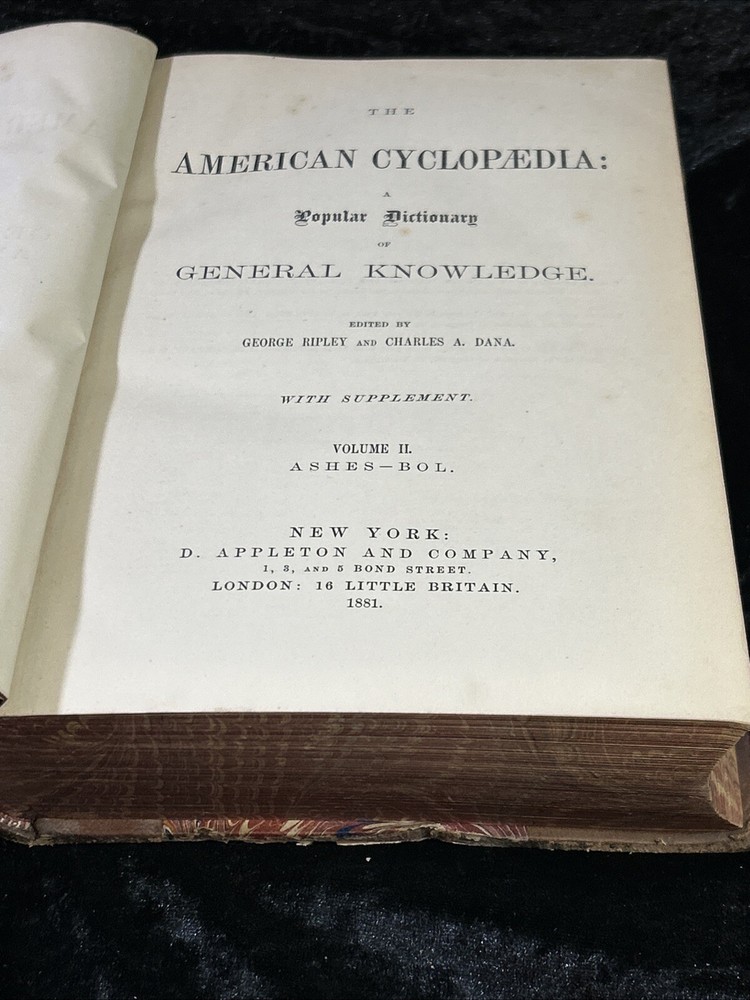 THE
AMERICAN CYCLOPÆDIA:
A
Popular Dictionary
OF
GENERAL KNOWLEDGE.
EDITED BY
GEORGE RIPLEY AND CHARLES A. DANA.
WITH SUPPLEMENT.
VOLUME II.
ASHES—BOL.
NEW YORK:
D. APPLETON AND COMPANY,
1, 3, AND 5 BOND STREET.
LONDON: 16 LITTLE BRITAIN.
1881.